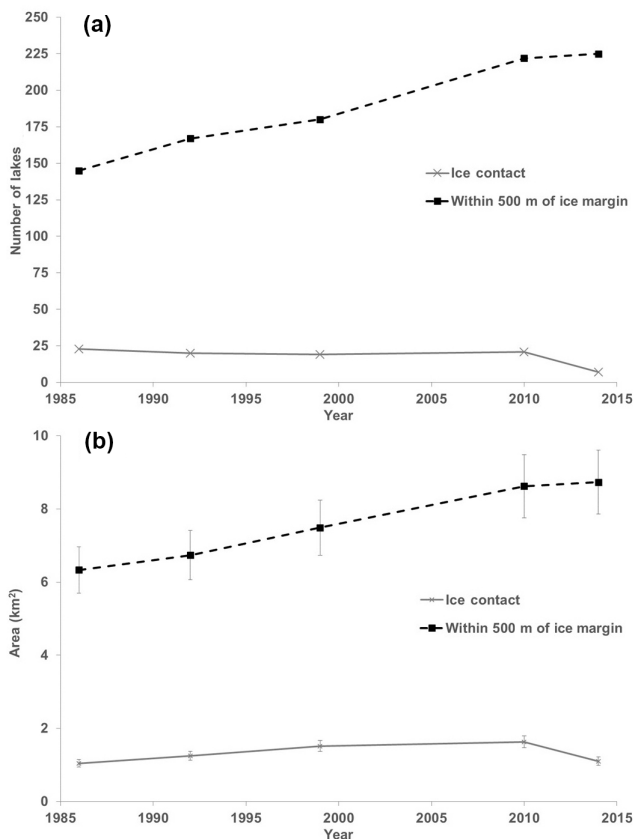 (a)
250
225
200
175
150
125
100
75
50
25
0
Number of lakes
Ice contact
Within 500 m of ice margin
1985 1990 1995 2000 2005 2010 2015
Year
(b)
10
8
6
4
2
0
Area (km²)
Ice contact
Within 500 m of ice margin
1985 1990 1995 2000 2005 2010 2015
Year